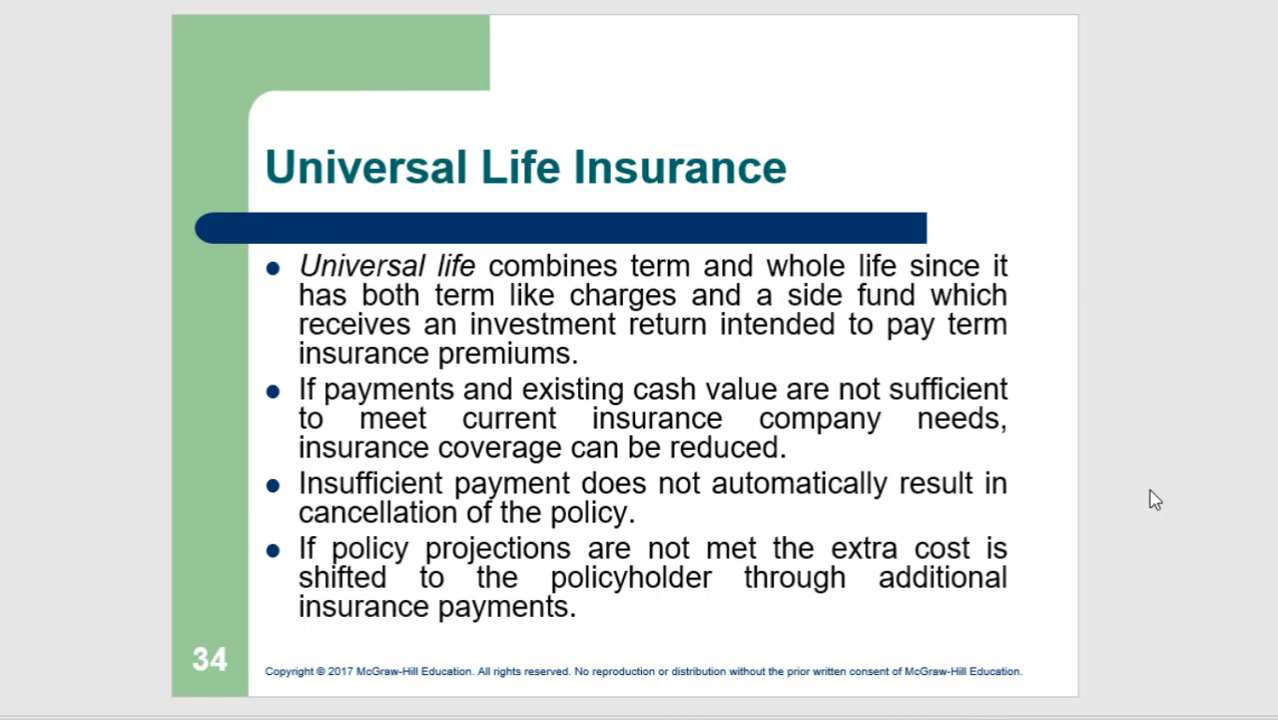 Universal Life Insurance
Universal life combines term and whole life since it
has both term like charges and a side fund which
receives an investment return intended to pay term
insurance premiums.
If payments and existing cash value are not sufficient
to meet current insurance company needs,
insurance coverage can be reduced.
Insufficient payment does not automatically result in
cancellation of the policy.
If policy projections are not met the extra cost is
shifted to the policyholder through additional
insurance payments.
34
Copyright © 2017 McGraw-Hill Education. All rights reserved. No reproduction or distribution without the prior written consent of McGraw-Hill Education.